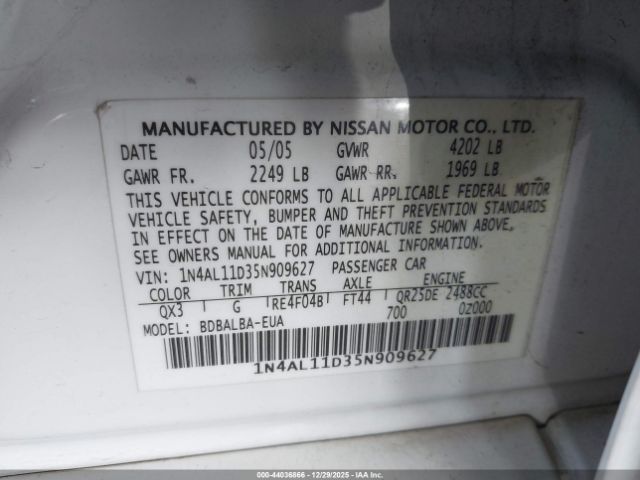 MANUFACTURED BY NISSAN MOTOR CO., LTD.
DATE 05/05 GVWR 4202 LB
GAWR FR. 2249 LB GAWR RR. 1969 LB
THIS VEHICLE CONFORMS TO ALL APPLICABLE FEDERAL MOTOR
VEHICLE SAFETY, BUMPER AND THEFT PREVENTION STANDARDS
IN EFFECT ON THE DATE OF MANUFACTURE SHOWN ABOVE.
SEE OWNERS MANUAL FOR ADDITIONAL INFORMATION.
VIN: 1N4AL11D35N909627 PASSENGER CAR
COLOR TRIM TRANS AXLE ENGINE
QX3 G RE4F04B FT44 QR25DE 2488CC
MODEL: BDBALBA-EUA 700 0Z000
1N4AL11D35N909627
000-44036866 • 12/29/2025 • IAAI.COM